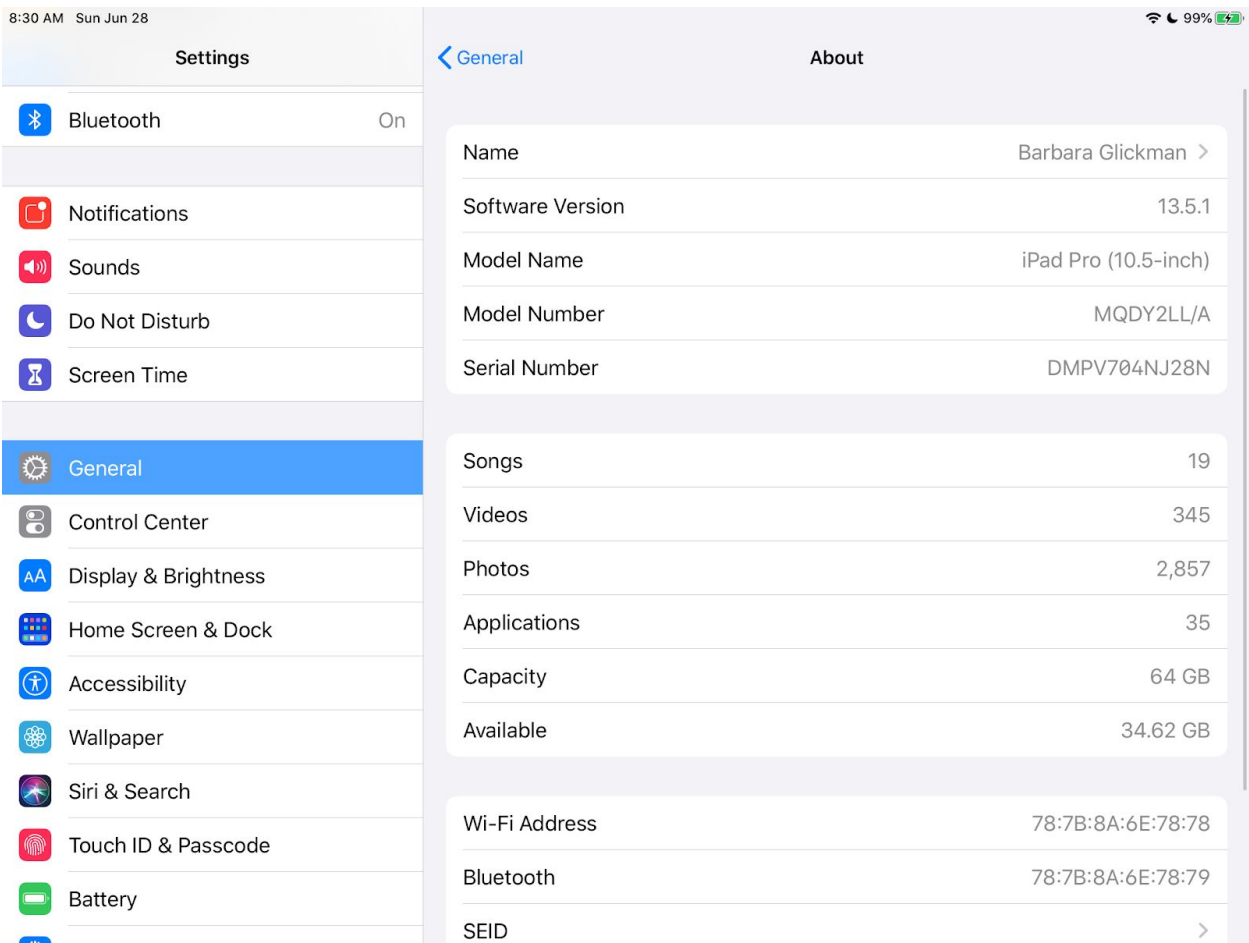 8:30 AM Sun Jun 28
99%
Settings
Bluetooth On
Notifications
Sounds
Do Not Disturb
Screen Time
General
Control Center
AA Display & Brightness
Home Screen & Dock
Accessibility
Wallpaper
Siri & Search
Touch ID & Passcode
Battery
General
About
Name Barbara Glickman
Software Version 13.5.1
Model Name iPad Pro (10.5-inch)
Model Number MQDY2LL/A
Serial Number DMPV704NJ28N
Songs 19
Videos 345
Photos 2,857
Applications 35
Capacity 64 GB
Available 34.62 GB
Wi-Fi Address 78:7B:8A:6E:78:78
Bluetooth 78:7B:8A:6E:78:79
SEID